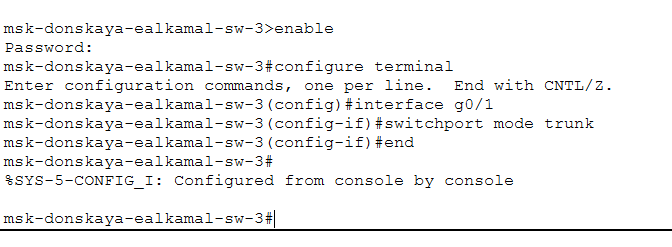 msk-donskaya-ealkamal-sw-3>enable
Password:
msk-donskaya-ealkamal-sw-3#configure terminal
Enter configuration commands, one per line.  End with CNTL/Z.
msk-donskaya-ealkamal-sw-3(config)#interface g0/1
msk-donskaya-ealkamal-sw-3(config-if)#switchport mode trunk
msk-donskaya-ealkamal-sw-3(config-if)#end
msk-donskaya-ealkamal-sw-3#
%SYS-5-CONFIG_I: Configured from console by console
msk-donskaya-ealkamal-sw-3#